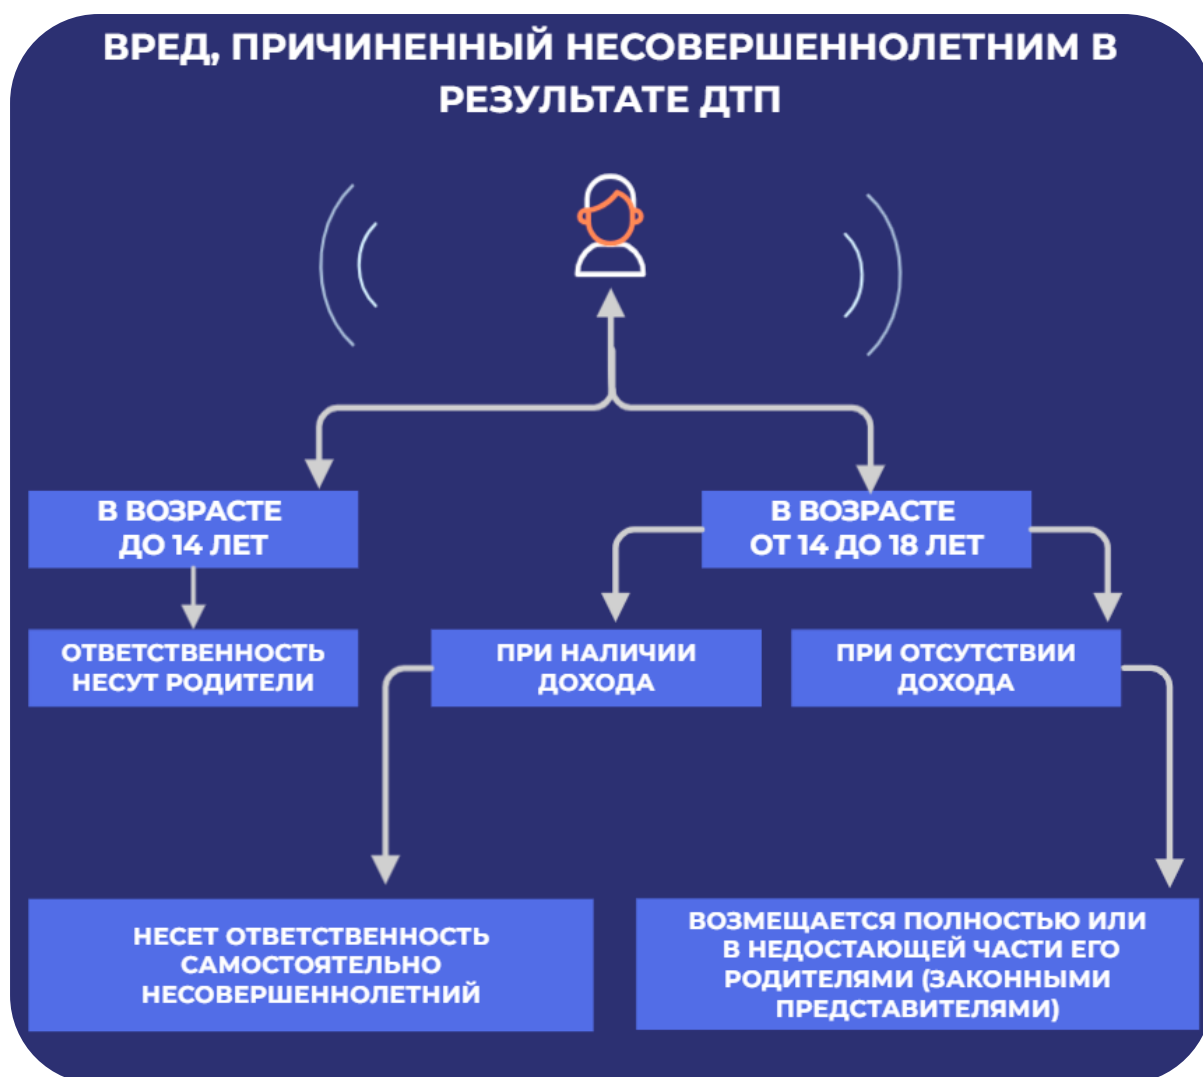 ВРЕД, ПРИЧИНЕННЫЙ НЕСОВЕРШЕННОЛЕТНИМ В
РЕЗУЛЬТАТЕ ДТП
В ВОЗРАСТЕ
ДО 14 ЛЕТ
В ВОЗРАСТЕ
ОТ 14 ДО 18 ЛЕТ
ОТВЕТСТВЕННОСТЬ
НЕСУТ РОДИТЕЛИ
ПРИ НАЛИЧИИ
ДОХОДА
ПРИ ОТСУТСТВИИ
ДОХОДА
НЕСЕТ ОТВЕТСТВЕННОСТЬ
САМОСТОЯТЕЛЬНО
НЕСОВЕРШЕННОЛЕТНИЙ
ВОЗМЕЩАЕТСЯ ПОЛНОСТЬЮ ИЛИ
В НЕДОСТАЮЩЕЙ ЧАСТИ ЕГО
РОДИТЕЛЯМИ (ЗАКОННЫМИ
ПРЕДСТАВИТЕЛЯМИ)